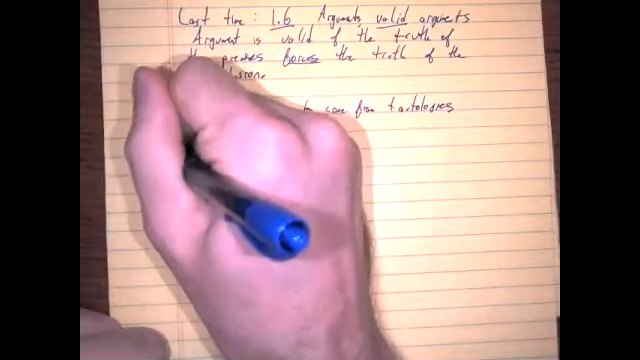 Last time: 1.6 Arguments, valid arguments
Argument is valid if the truth of
the premises forces the truth of the
come from tautologies